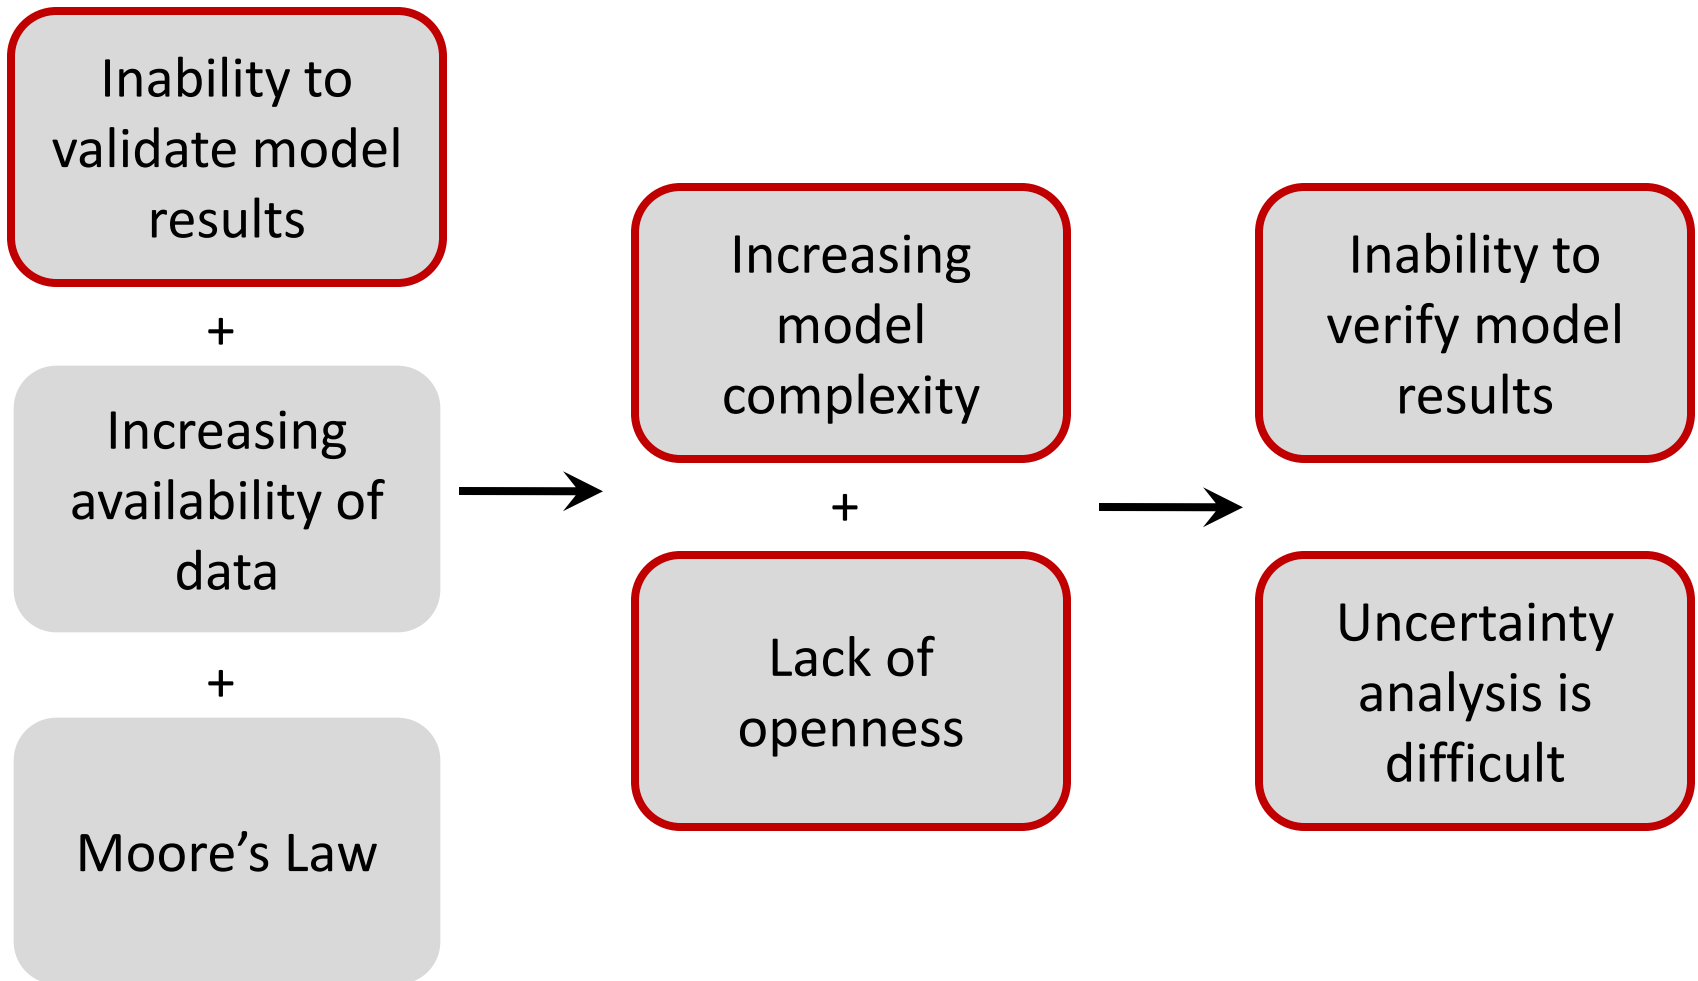 Inability to
validate model
results
+
Increasing
availability of
data
+
Moore’s Law
Increasing
model
complexity
+
Lack of
openness
Inability to
verify model
results
Uncertainty
analysis is
difficult